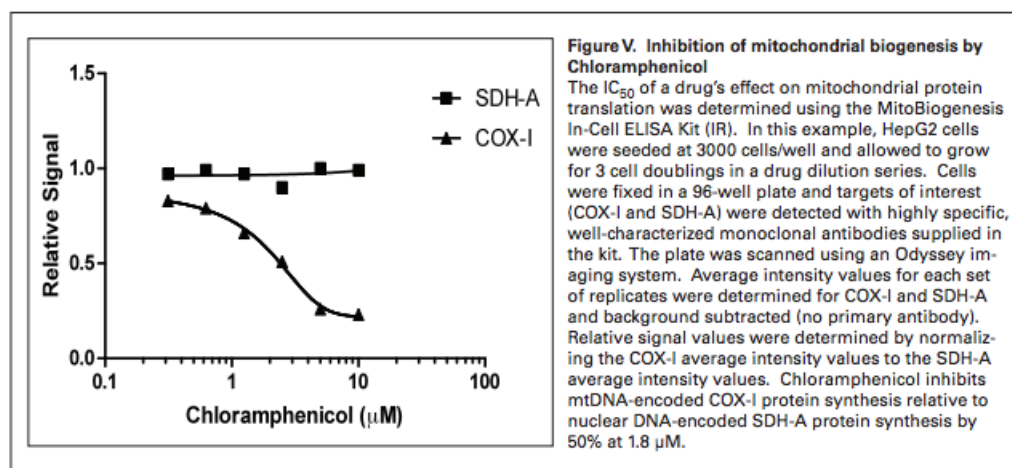 1.5
1.0
0.5
0.0
0.1
1
10
100
Relative Signal
Chloramphenicol (μM)
SDH-A
COX-I
Figure V. Inhibition of mitochondrial biogenesis by
Chloramphenicol
The IC50 of a drug's effect on mitochondrial protein
translation was determined using the MitoBiogenesis
In-Cell ELISA Kit (IR). In this example, HepG2 cells
were seeded at 3000 cells/well and allowed to grow
for 3 cell doublings in a drug dilution series. Cells
were fixed in a 96-well plate and targets of interest
(COX-I and SDH-A) were detected with highly specific,
well-characterized monoclonal antibodies supplied in
the kit. The plate was scanned using an Odyssey im-
aging system. Average intensity values for each set
of replicates were determined for COX-I and SDH-A
and background subtracted (no primary antibody).
Relative signal values were determined by normaliz-
ing the COX-I average intensity values to the SDH-A
average intensity values. Chloramphenicol inhibits
mtDNA-encoded COX-I protein synthesis relative to
nuclear DNA-encoded SDH-A protein synthesis by
50% at 1.8 μM.